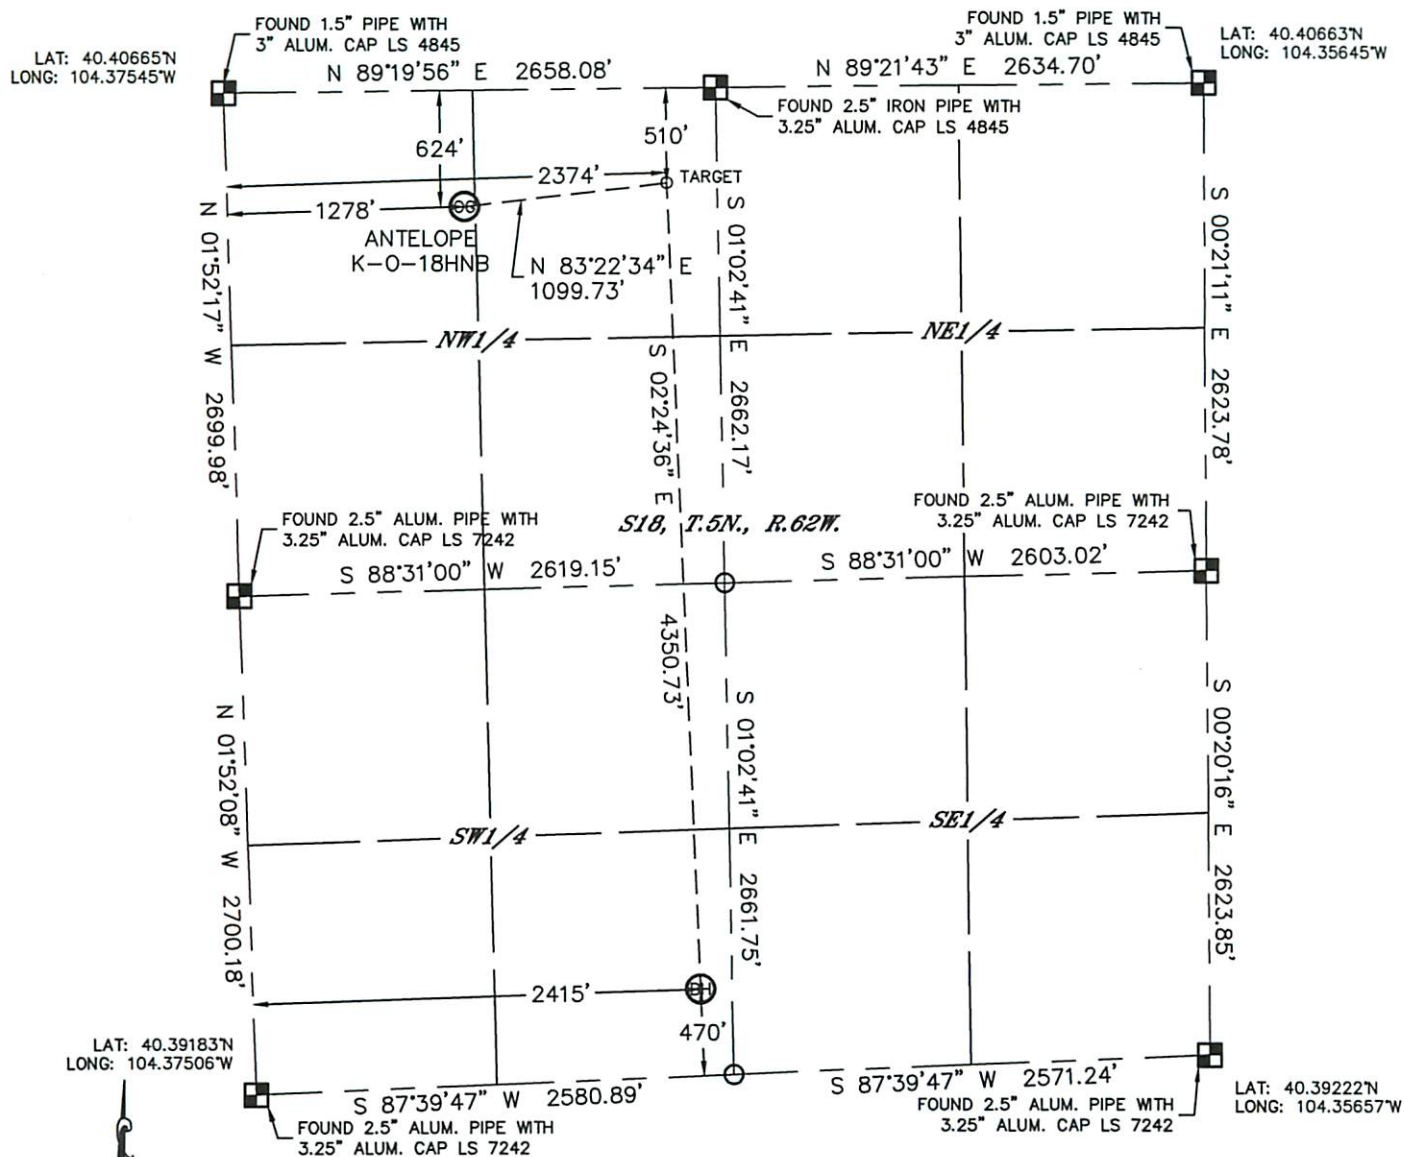 FOUND 1.5" PIPE WITH
3" ALUM. CAP LS 4845
LAT: 40.40665°N
LONG: 104.37545°W
N 89°19'56" E 2658.08'
FOUND 1.5" PIPE WITH
3" ALUM. CAP LS 4845
LAT: 40.40663°N
LONG: 104.35645°W
N 89°21'43" E 2634.70'
FOUND 2.5" IRON PIPE WITH
3.25" ALUM. CAP LS 4845
624'
510'
2374'
TARGET
1278'
OG
ANTELOPE
K-O-18HNB
N 83°22'34" E
1099.73'
N 01°52'17" W 2699.98'
S 01°02'41" E 2662.17'
S 00°21'11" E 2623.78'
NW1/4
NE1/4
S 02°24'36" E
4350.73'
FOUND 2.5" ALUM. PIPE WITH
3.25" ALUM. CAP LS 7242
S18, T.5N., R.62W.
FOUND 2.5" ALUM. PIPE WITH
3.25" ALUM. CAP LS 7242
S 88°31'00" W 2619.15'
S 88°31'00" W 2603.02'
N 01°52'08" W 2700.18'
S 01°02'41" E 2661.75'
S 00°20'16" E 2623.85'
SW1/4
SE1/4
2415'
BH
470'
LAT: 40.39183°N
LONG: 104.37506°W
S 87°39'47" W 2580.89'
S 87°39'47" W 2571.24'
FOUND 2.5" ALUM. PIPE WITH
3.25" ALUM. CAP LS 7242
FOUND 2.5" ALUM. PIPE WITH
3.25" ALUM. CAP LS 7242
LAT: 40.39222°N
LONG: 104.35657°W